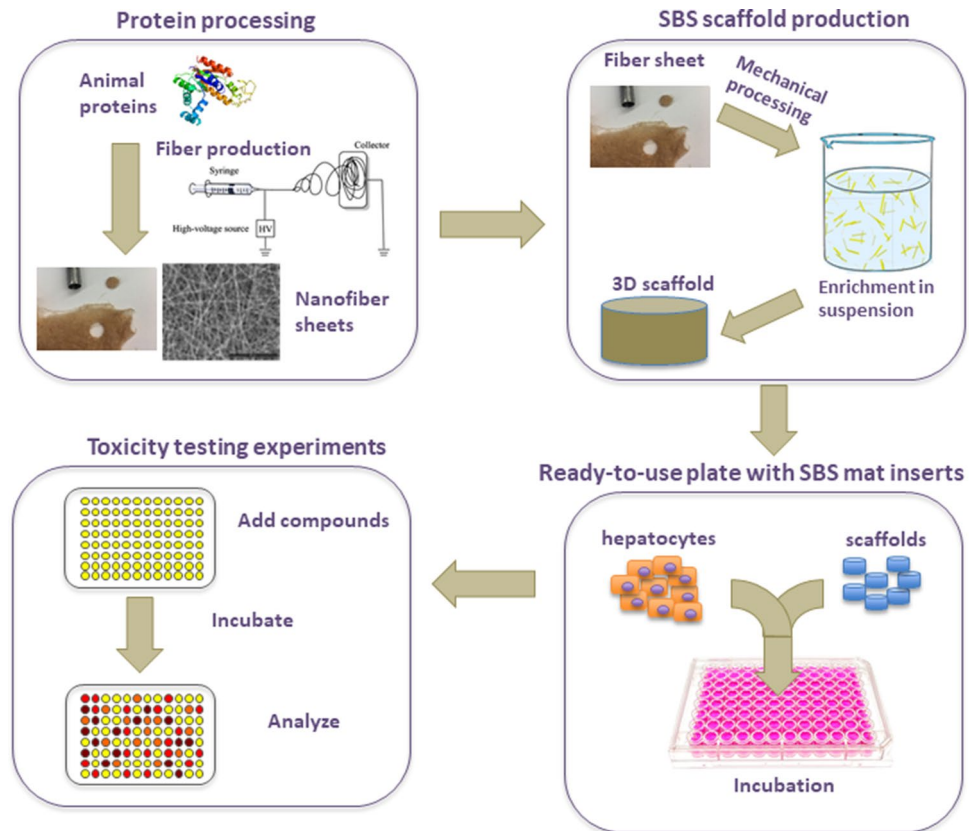 Protein processing
Animal
proteins
Fiber production
Collector
Syringe
High-voltage source
HV
Nanofiber
sheets
SBS scaffold production
Fiber sheet
Mechanical
processing
3D scaffold
Enrichment in
suspension
Ready-to-use plate with SBS mat inserts
hepatocytes
scaffolds
Incubation
Toxicity testing experiments
Add compounds
Incubate
Analyze